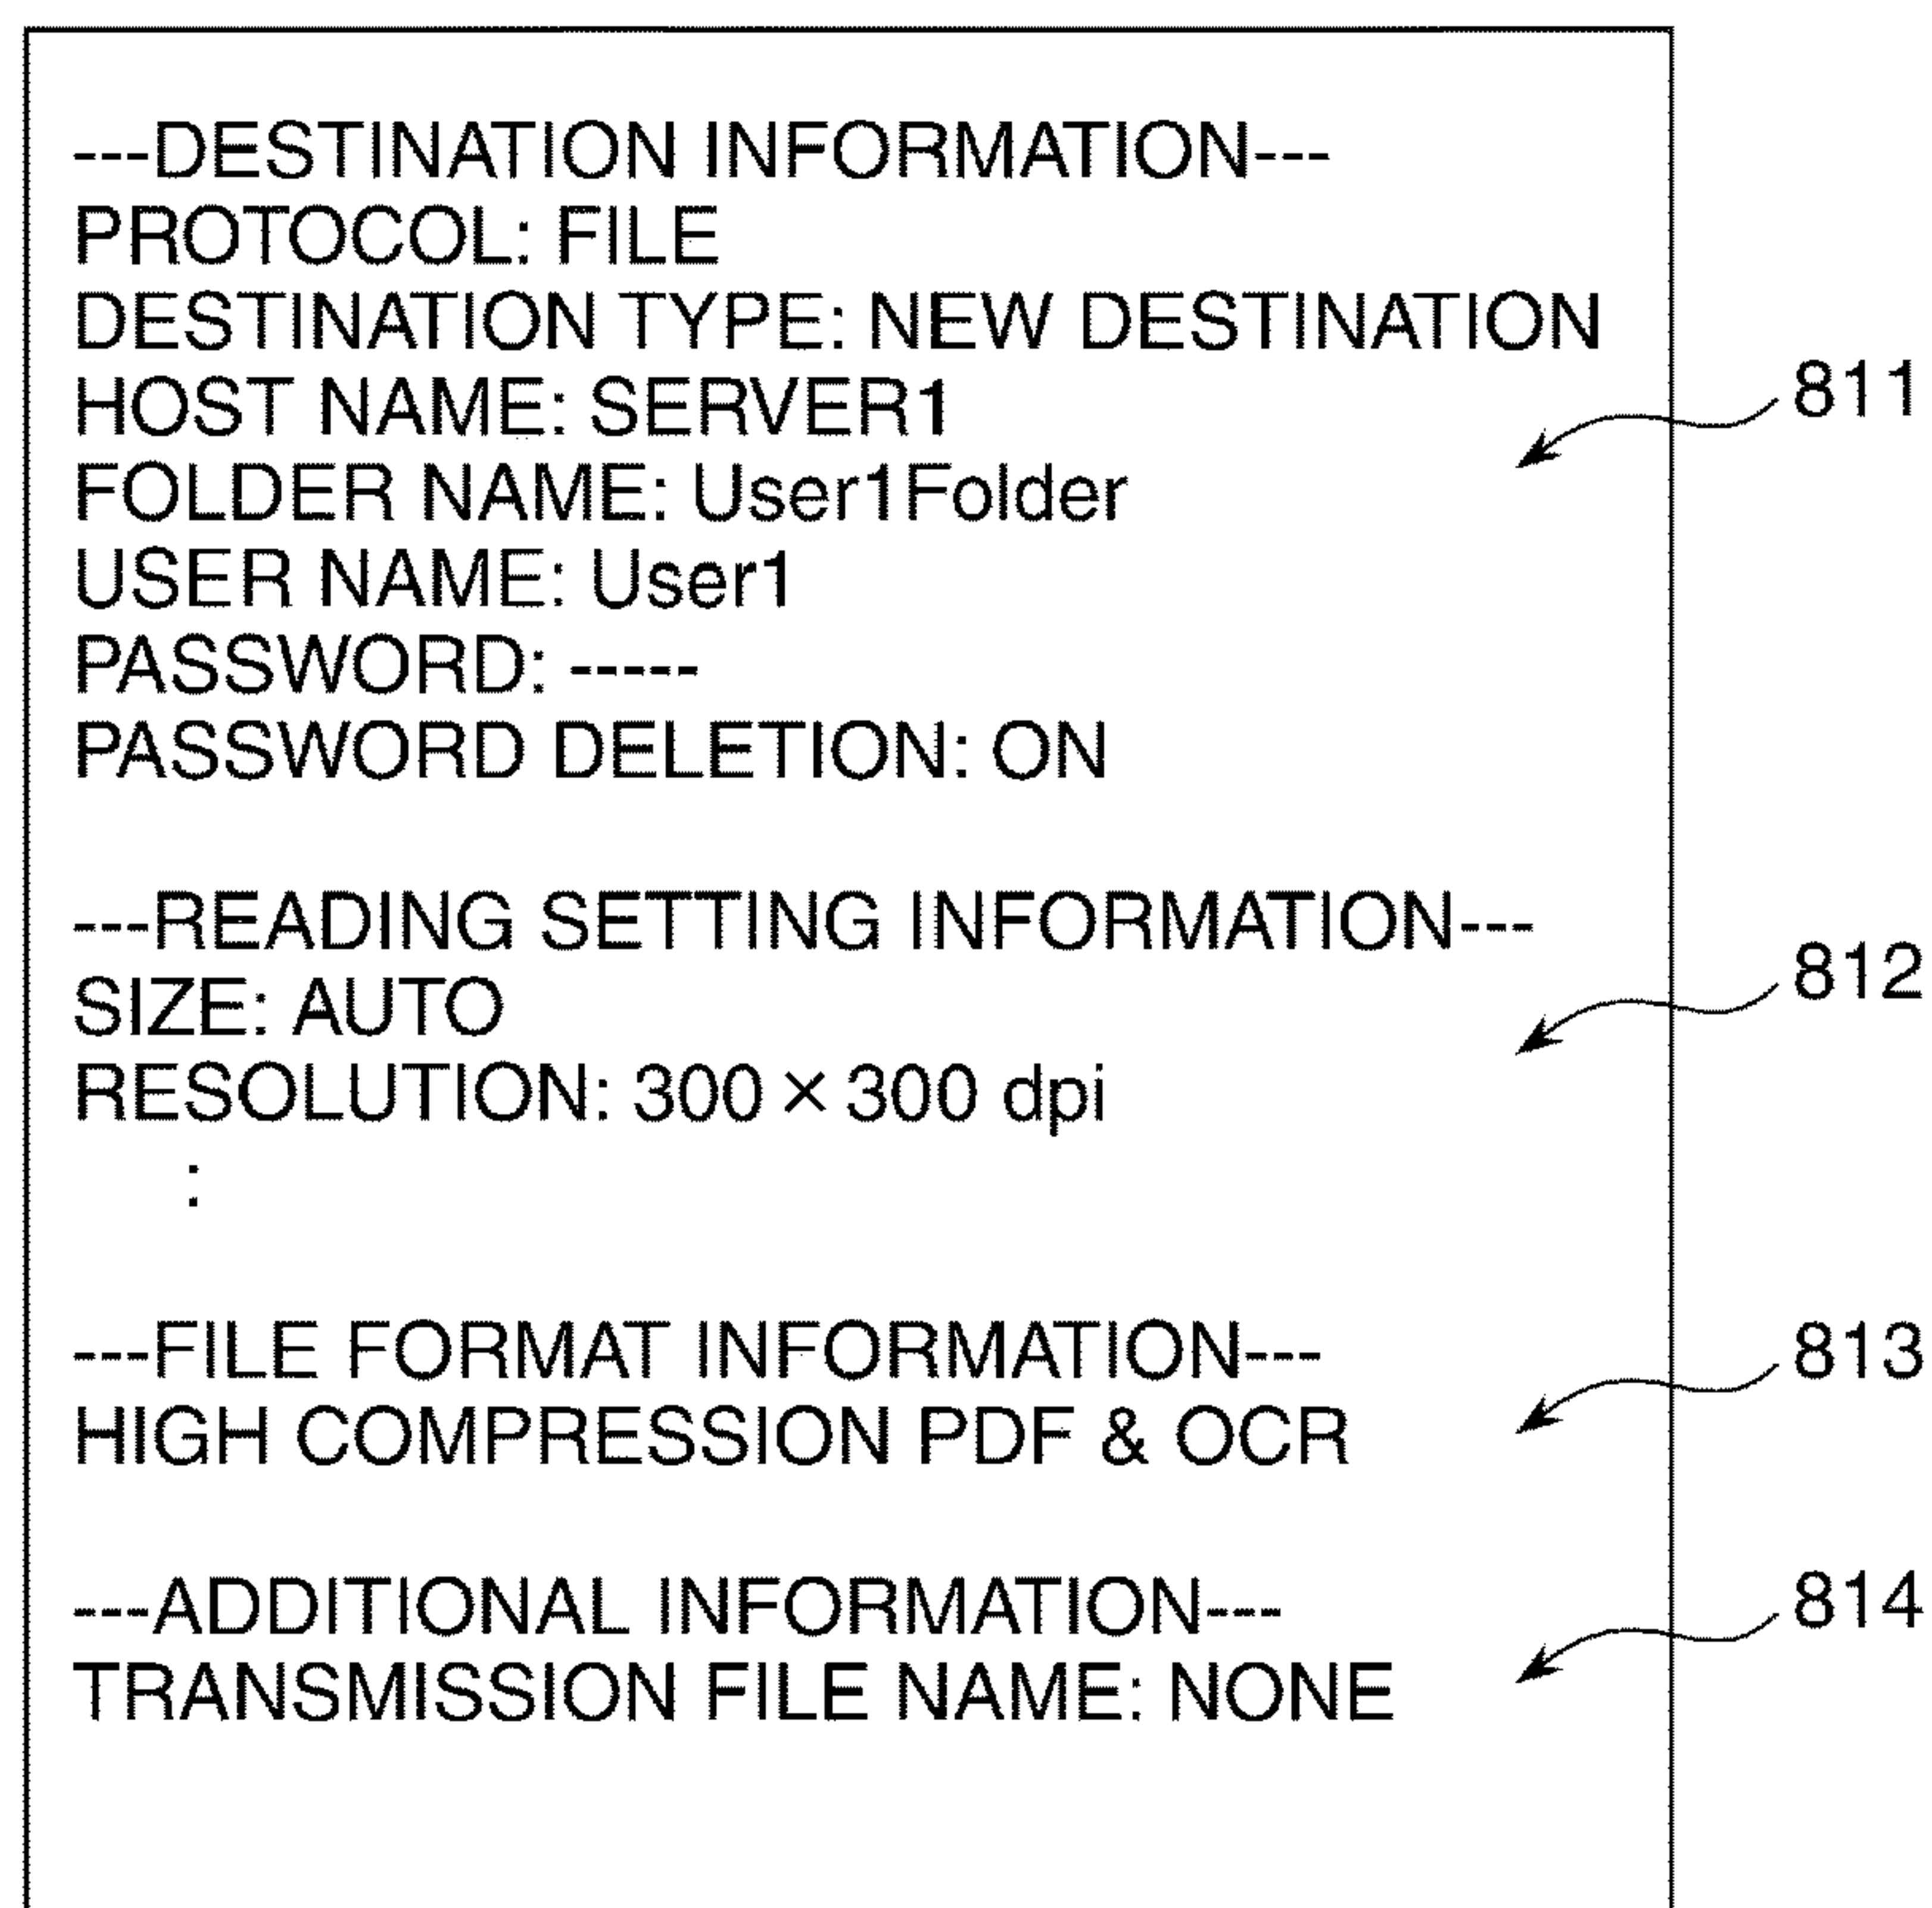 ---DESTINATION INFORMATION---
PROTOCOL: FILE
DESTINATION TYPE: NEW DESTINATION
HOST NAME: SERVER1
811
FOLDER NAME: User1Folder
USER NAME: User1
PASSWORD: -----
PASSWORD DELETION: ON
---READING SETTING INFORMATION---
812
SIZE: AUTO
RESOLUTION: 300 × 300 dpi
:
---FILE FORMAT INFORMATION---
813
HIGH COMPRESSION PDF & OCR
---ADDITIONAL INFORMATION---
814
TRANSMISSION FILE NAME: NONE